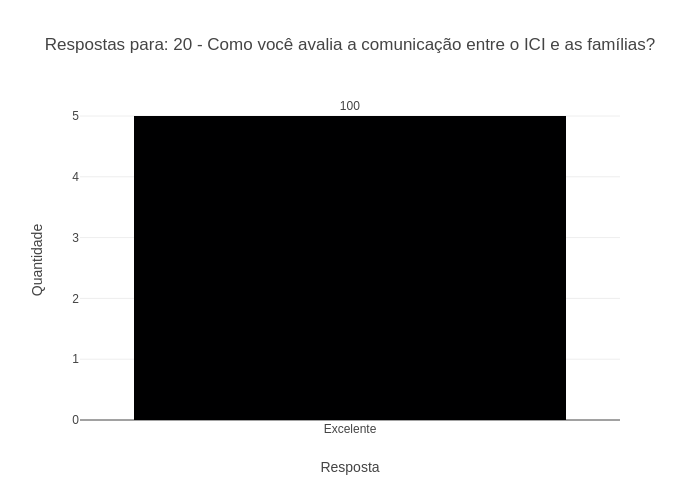 Respostas para: 20 - Como você avalia a comunicação entre o ICI e as famílias?
100
5
4
3
2
1
0
Quantidade
Excelente
Resposta